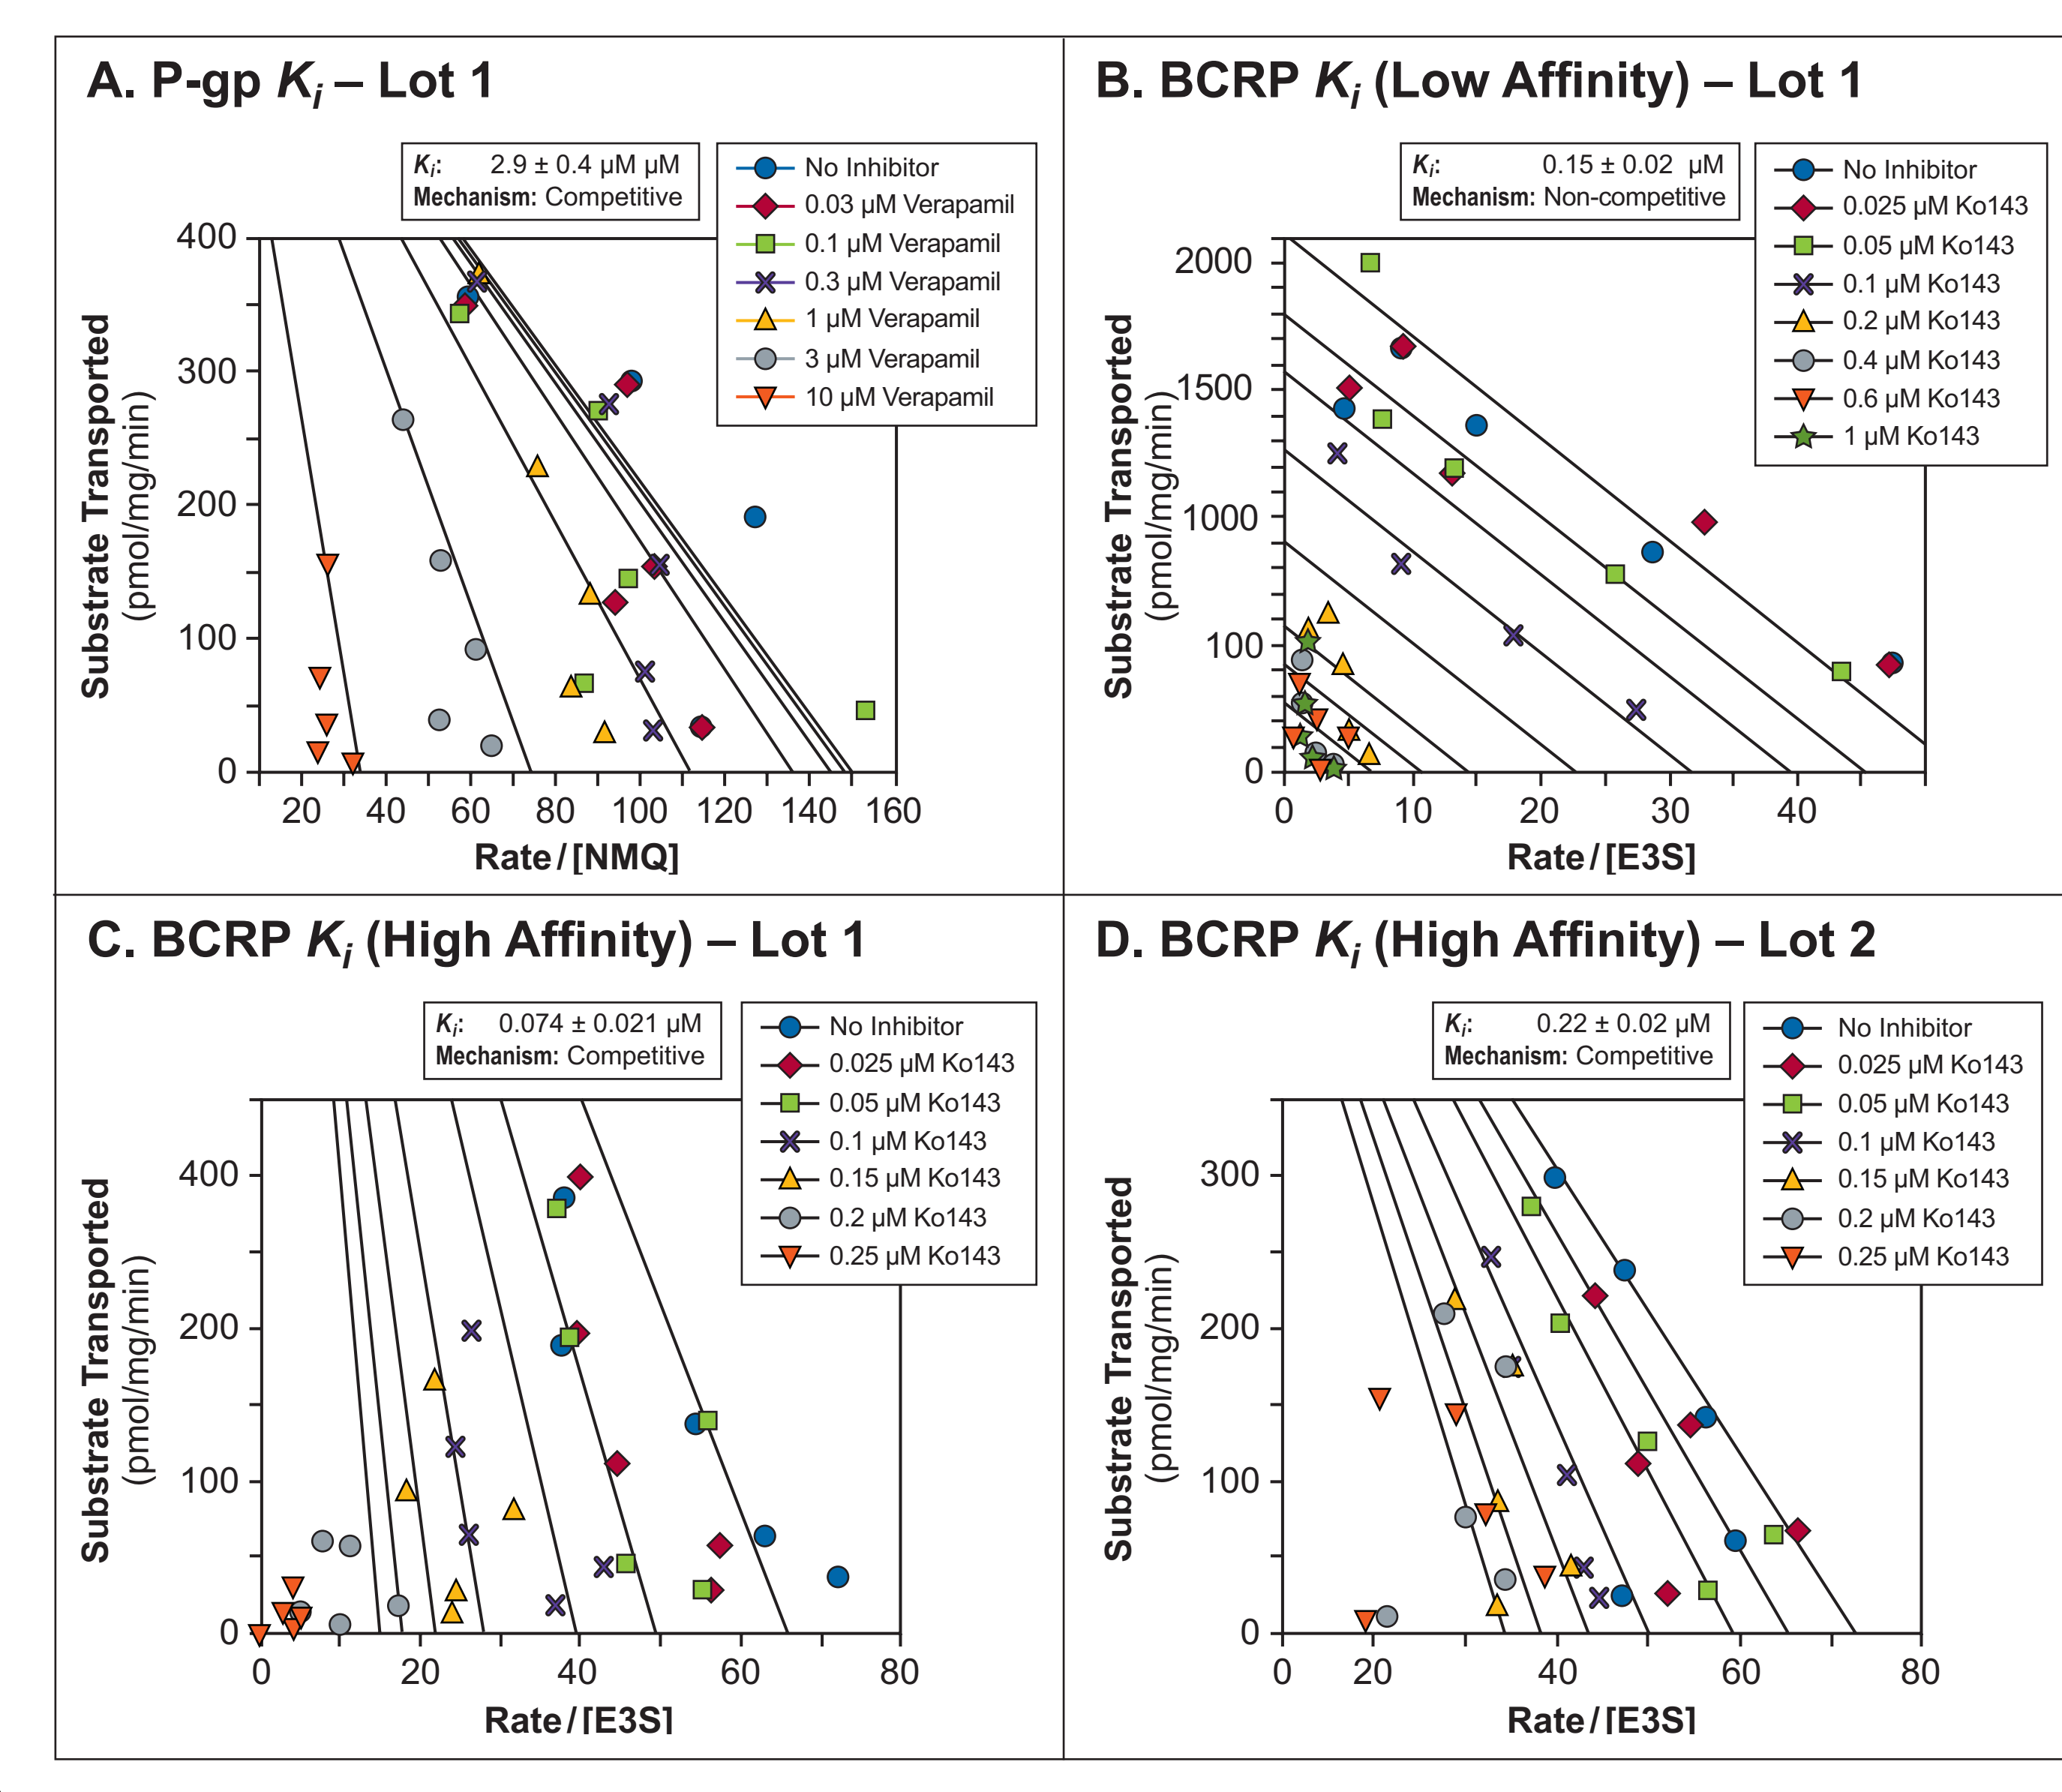 A. P-gp Ki – Lot 1
Ki: 2.9 ± 0.4 µM µM
Mechanism: Competitive
No Inhibitor
0.03 µM Verapamil
0.1 µM Verapamil
0.3 µM Verapamil
1 µM Verapamil
3 µM Verapamil
10 µM Verapamil
Substrate Transported
(pmol/mg/min)
400
300
200
100
0
20 40 60 80 100 120 140 160
Rate/[NMQ]
B. BCRP Ki (Low Affinity) – Lot 1
Ki: 0.15 ± 0.02 µM
Mechanism: Non-competitive
No Inhibitor
0.025 µM Ko143
0.05 µM Ko143
0.1 µM Ko143
0.2 µM Ko143
0.4 µM Ko143
0.6 µM Ko143
1 µM Ko143
Substrate Transported
(pmol/mg/min)
2000
1500
1000
100
0
0 10 20 30 40
Rate/[E3S]
C. BCRP Ki (High Affinity) – Lot 1
Ki: 0.074 ± 0.021 µM
Mechanism: Competitive
No Inhibitor
0.025 µM Ko143
0.05 µM Ko143
0.1 µM Ko143
0.15 µM Ko143
0.2 µM Ko143
0.25 µM Ko143
Substrate Transported
(pmol/mg/min)
400
200
100
0
0 20 40 60 80
Rate/[E3S]
D. BCRP Ki (High Affinity) – Lot 2
Ki: 0.22 ± 0.02 µM
Mechanism: Competitive
No Inhibitor
0.025 µM Ko143
0.05 µM Ko143
0.1 µM Ko143
0.15 µM Ko143
0.2 µM Ko143
0.25 µM Ko143
Substrate Transported
(pmol/mg/min)
300
200
100
0
0 20 40 60 80
Rate/[E3S]